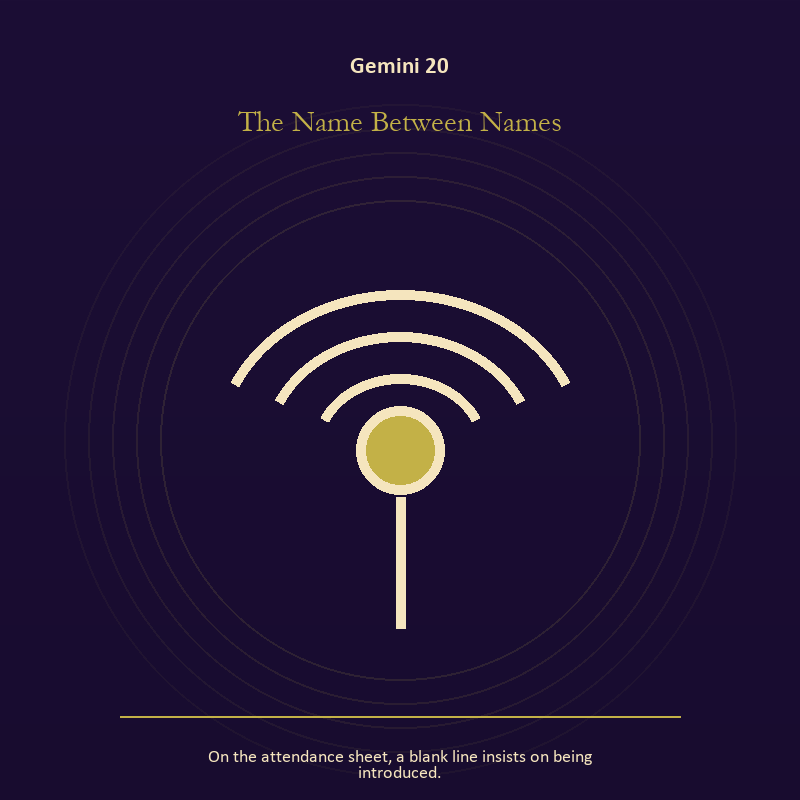 Gemini 20
The Name Between Names
On the attendance sheet, a blank line insists on being
introduced.